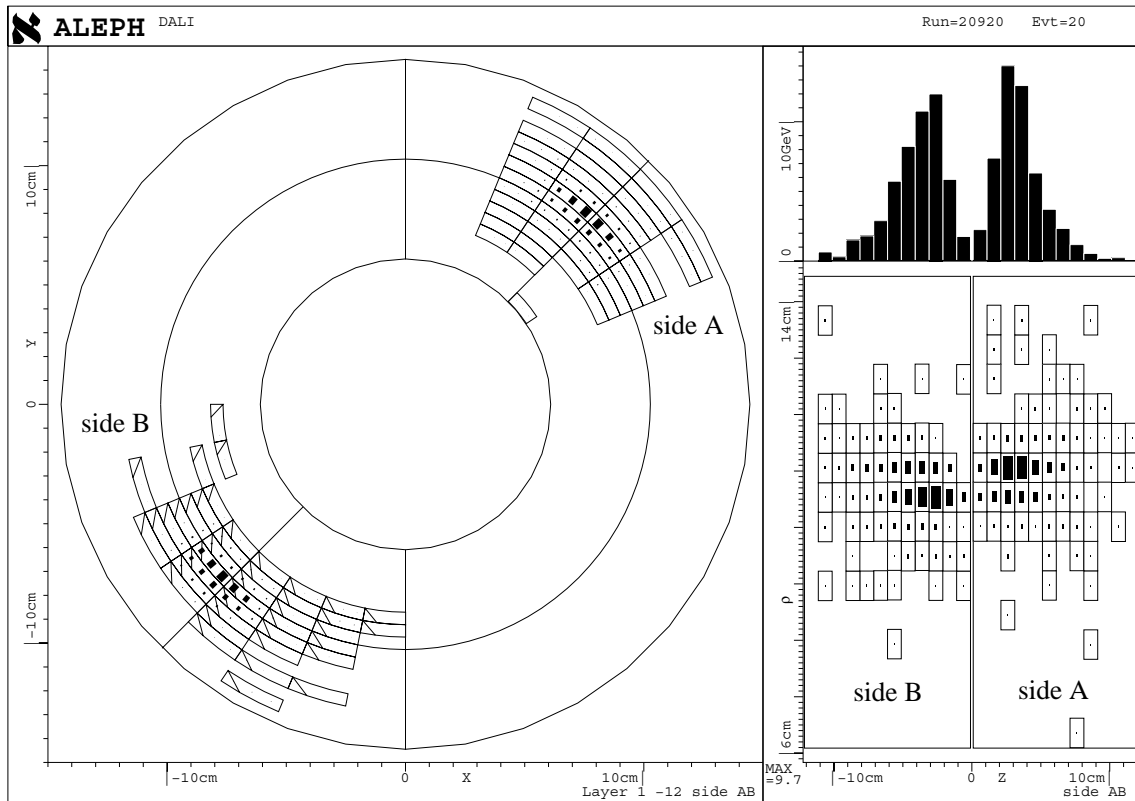 ALEPH DALI Run=20920 Evt=20
10cm
Y
0
-10cm
side A
side B
-10cm 0 X 10cm
Layer 1 -12 side AB
10GeV
0
14cm
ρ
6cm
side B side A
MAX
=9.7
-10cm 0 Z 10cm
side AB